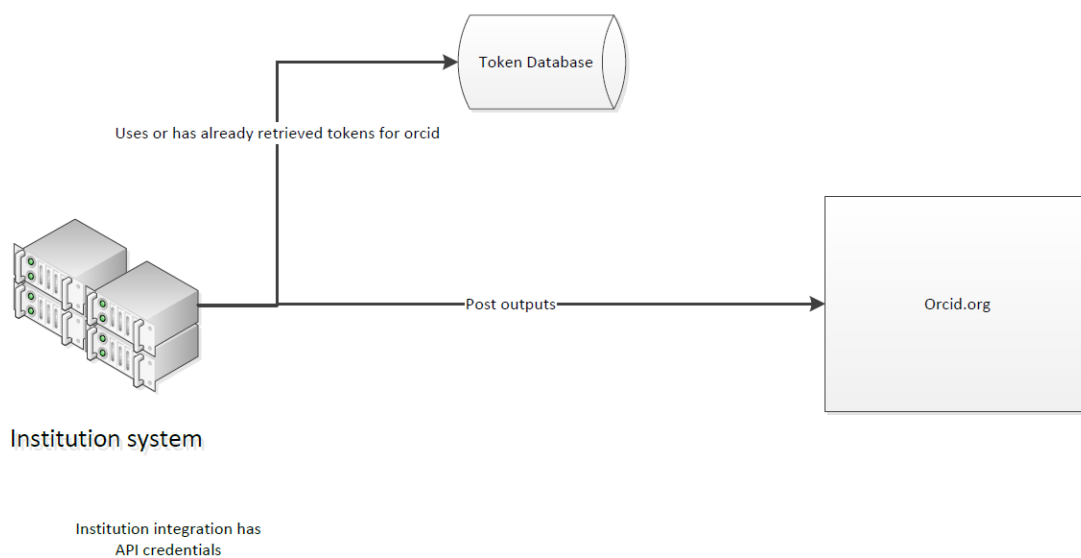 Token Database
Uses or has already retrieved tokens for orcid
Post outputs
Orcid.org
Institution system
Institution integration has
API credentials